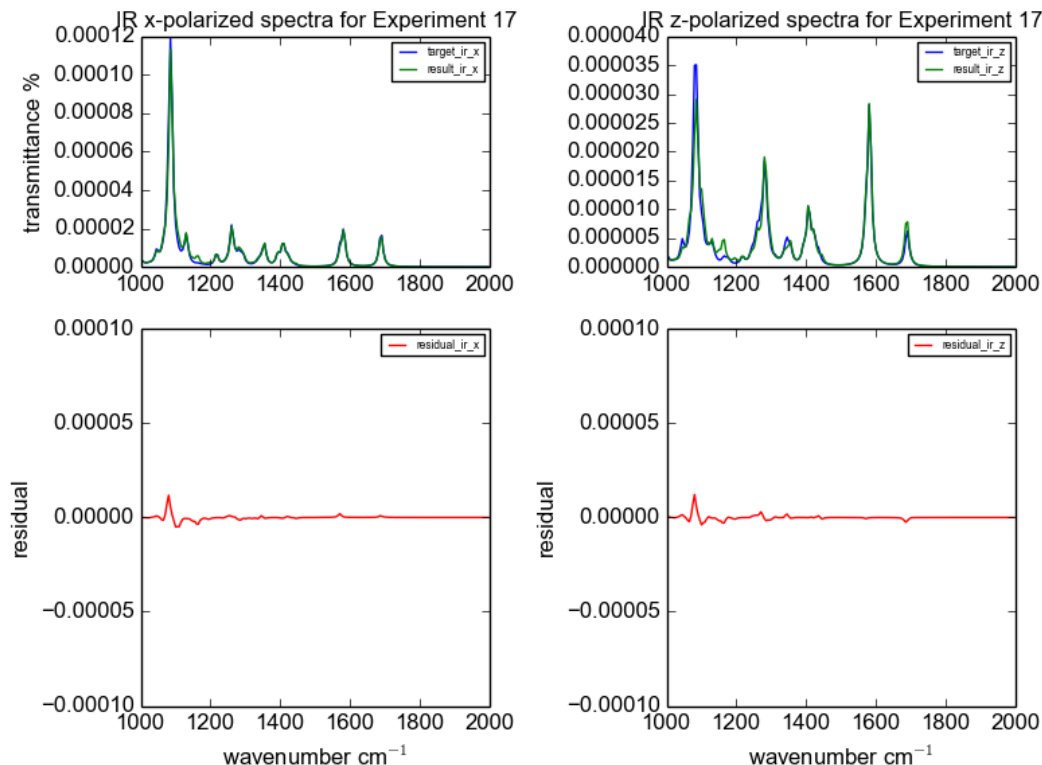 IR x-polarized spectra for Experiment 17
0.00012
0.00010
0.00008
0.00006
0.00004
0.00002
0.00000
transmittance %
target_ir_x
result_ir_x
1000 1200 1400 1600 1800 2000
IR z-polarized spectra for Experiment 17
0.000040
0.000035
0.000030
0.000025
0.000020
0.000015
0.000010
0.000005
0.000000
target_ir_z
result_ir_z
1000 1200 1400 1600 1800 2000
0.00010
0.00005
0.00000
−0.00005
−0.00010
residual
residual_ir_x
1000 1200 1400 1600 1800 2000
wavenumber cm⁻¹
0.00010
0.00005
0.00000
−0.00005
−0.00010
residual
residual_ir_z
1000 1200 1400 1600 1800 2000
wavenumber cm⁻¹